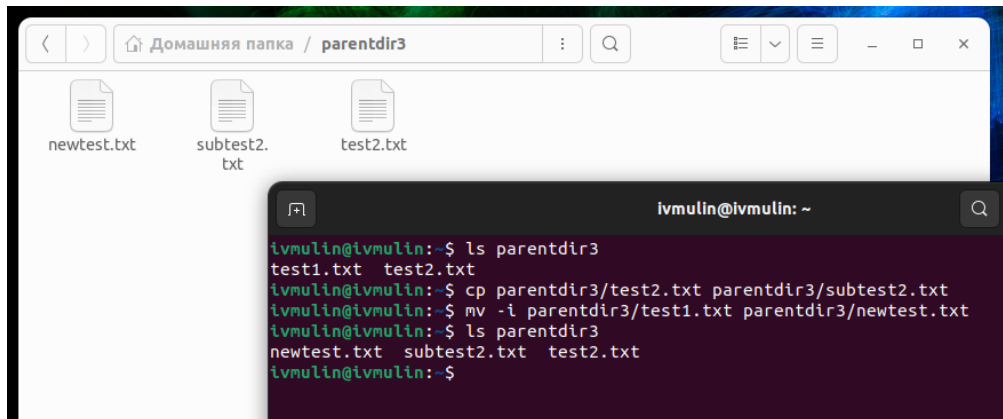 Домашняя папка / parentdir3
newtest.txt
subtest2.
txt
test2.txt
ivmulin@ivmulin: ~
ivmulin@ivmulin:~$ ls parentdir3
test1.txt  test2.txt
ivmulin@ivmulin:~$ cp parentdir3/test2.txt parentdir3/subtest2.txt
ivmulin@ivmulin:~$ mv -i parentdir3/test1.txt parentdir3/newtest.txt
ivmulin@ivmulin:~$ ls parentdir3
newtest.txt  subtest2.txt  test2.txt
ivmulin@ivmulin:~$